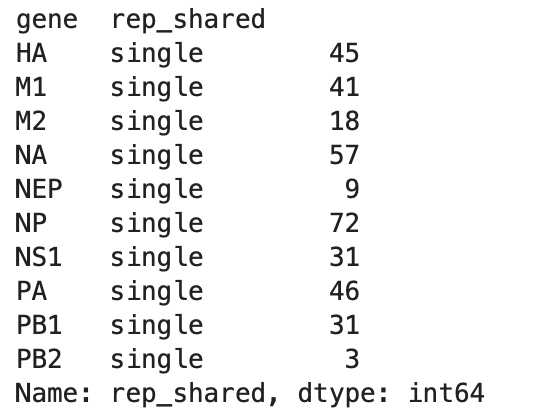 gene  rep_shared
HA    single        45
M1    single        41
M2    single        18
NA    single        57
NEP   single         9
NP    single        72
NS1   single        31
PA    single        46
PB1   single        31
PB2   single         3
Name: rep_shared, dtype: int64